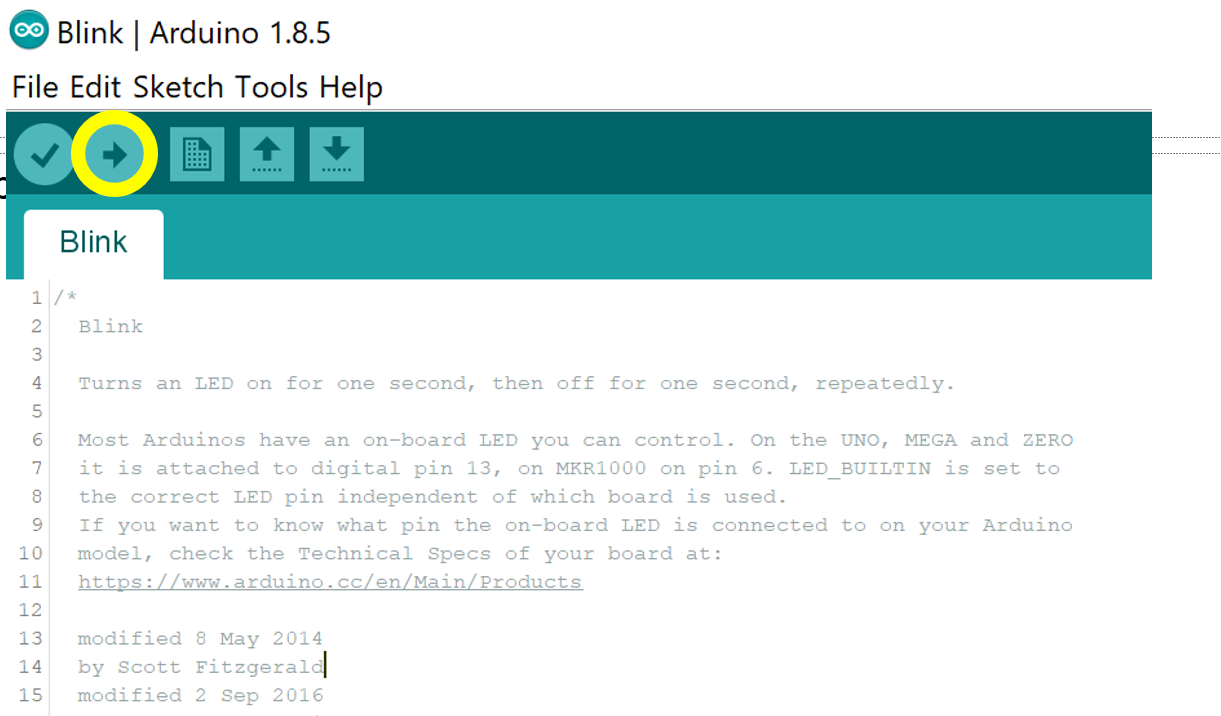 Blink | Arduino 1.8.5
File Edit Sketch Tools Help
Blink
1 /*
2 Blink
3
4 Turns an LED on for one second, then off for one second, repeatedly.
5
6 Most Arduinos have an on-board LED you can control. On the UNO, MEGA and ZERO
7 it is attached to digital pin 13, on MKR1000 on pin 6. LED_BUILTIN is set to
8 the correct LED pin independent of which board is used.
9 If you want to know what pin the on-board LED is connected to on your Arduino
10 model, check the Technical Specs of your board at:
11 https://www.arduino.cc/en/Main/Products
12
13 modified 8 May 2014
14 by Scott Fitzgerald
15 modified 2 Sep 2016